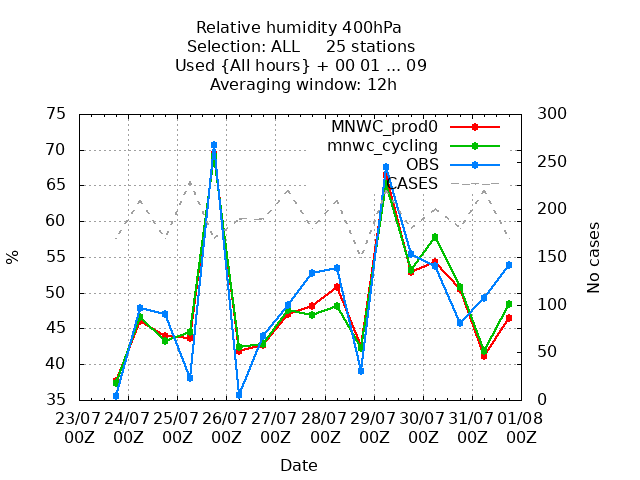 Relative humidity 400hPa
Selection: ALL     25 stations
Used {All hours} + 00 01 ... 09
Averaging window: 12h
75
70
65
60
55
50
45
40
35
%
300
250
200
150
100
50
0
No cases
MNWC_prod0
mnwc_cycling
OBS
CASES
23/07 24/07 25/07 26/07 27/07 28/07 29/07 30/07 31/07 01/08
00Z 00Z 00Z 00Z 00Z 00Z 00Z 00Z 00Z 00Z
Date